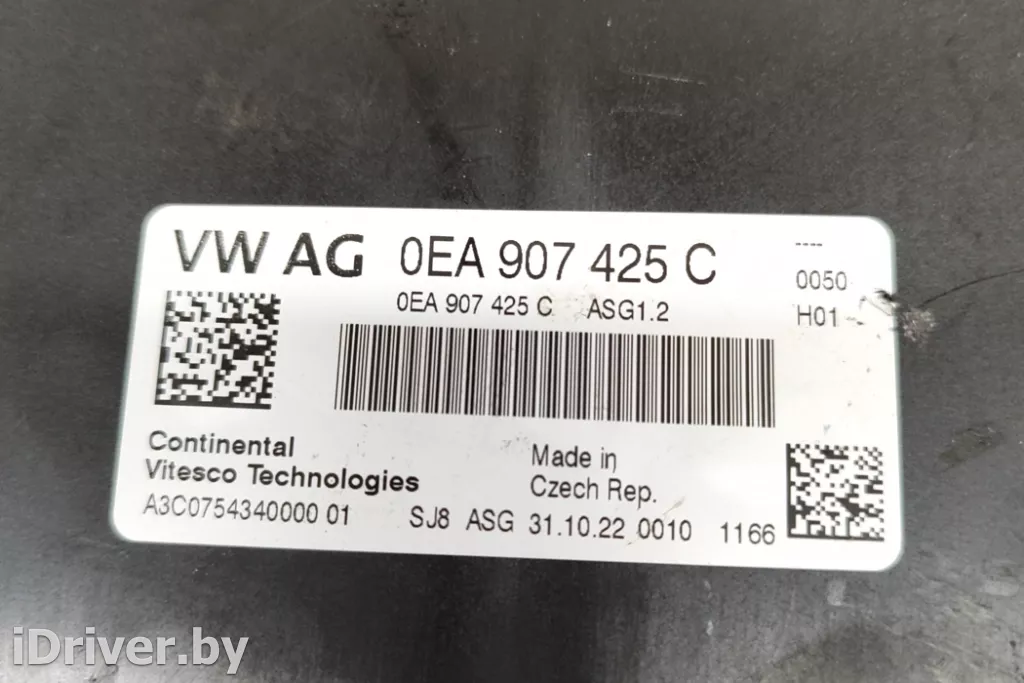 VW AG 0EA 907 425 C ----
0EA 907 425 C ASG1.2 0050
H01
Continental
Vitesco Technologies
Made in
Czech Rep.
A3C0754340000 01 SJ8 ASG 31.10.22 0010 1166
iDriver.by